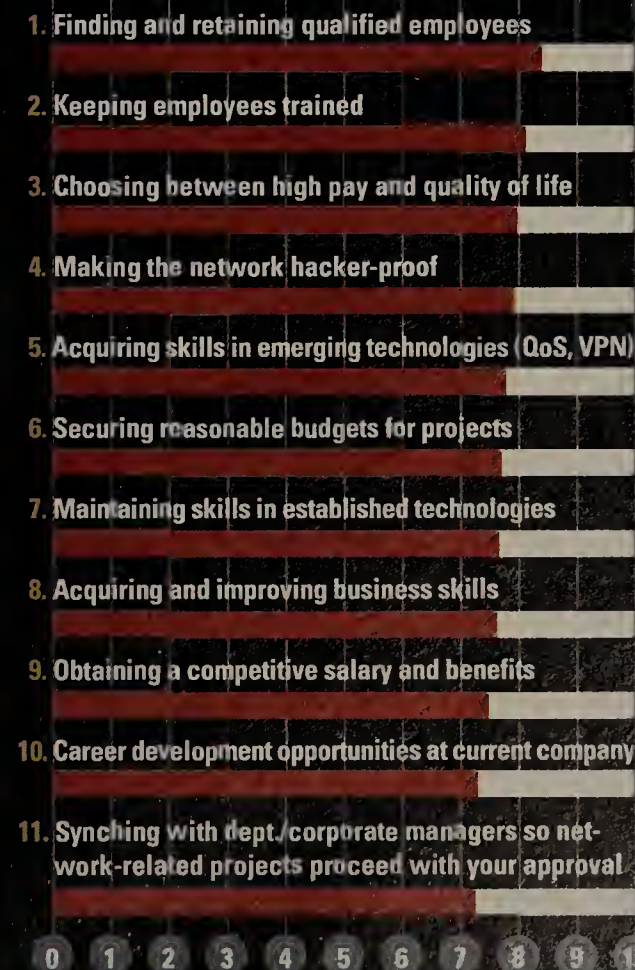 1. Finding and retaining qualified employees
2. Keeping employees trained
3. Choosing between high pay and quality of life
4. Making the network hacker-proof
5. Acquiring skills in emerging technologies (QoS, VPN)
6. Securing reasonable budgets for projects
7. Maintaining skills in established technologies
8. Acquiring and improving business skills
9. Obtaining a competitive salary and benefits
10. Career development opportunities at current company
11. Synching with dept./corporate managers so net-
work-related projects proceed with your approval
0 1 2 3 4 5 6 7 8 9